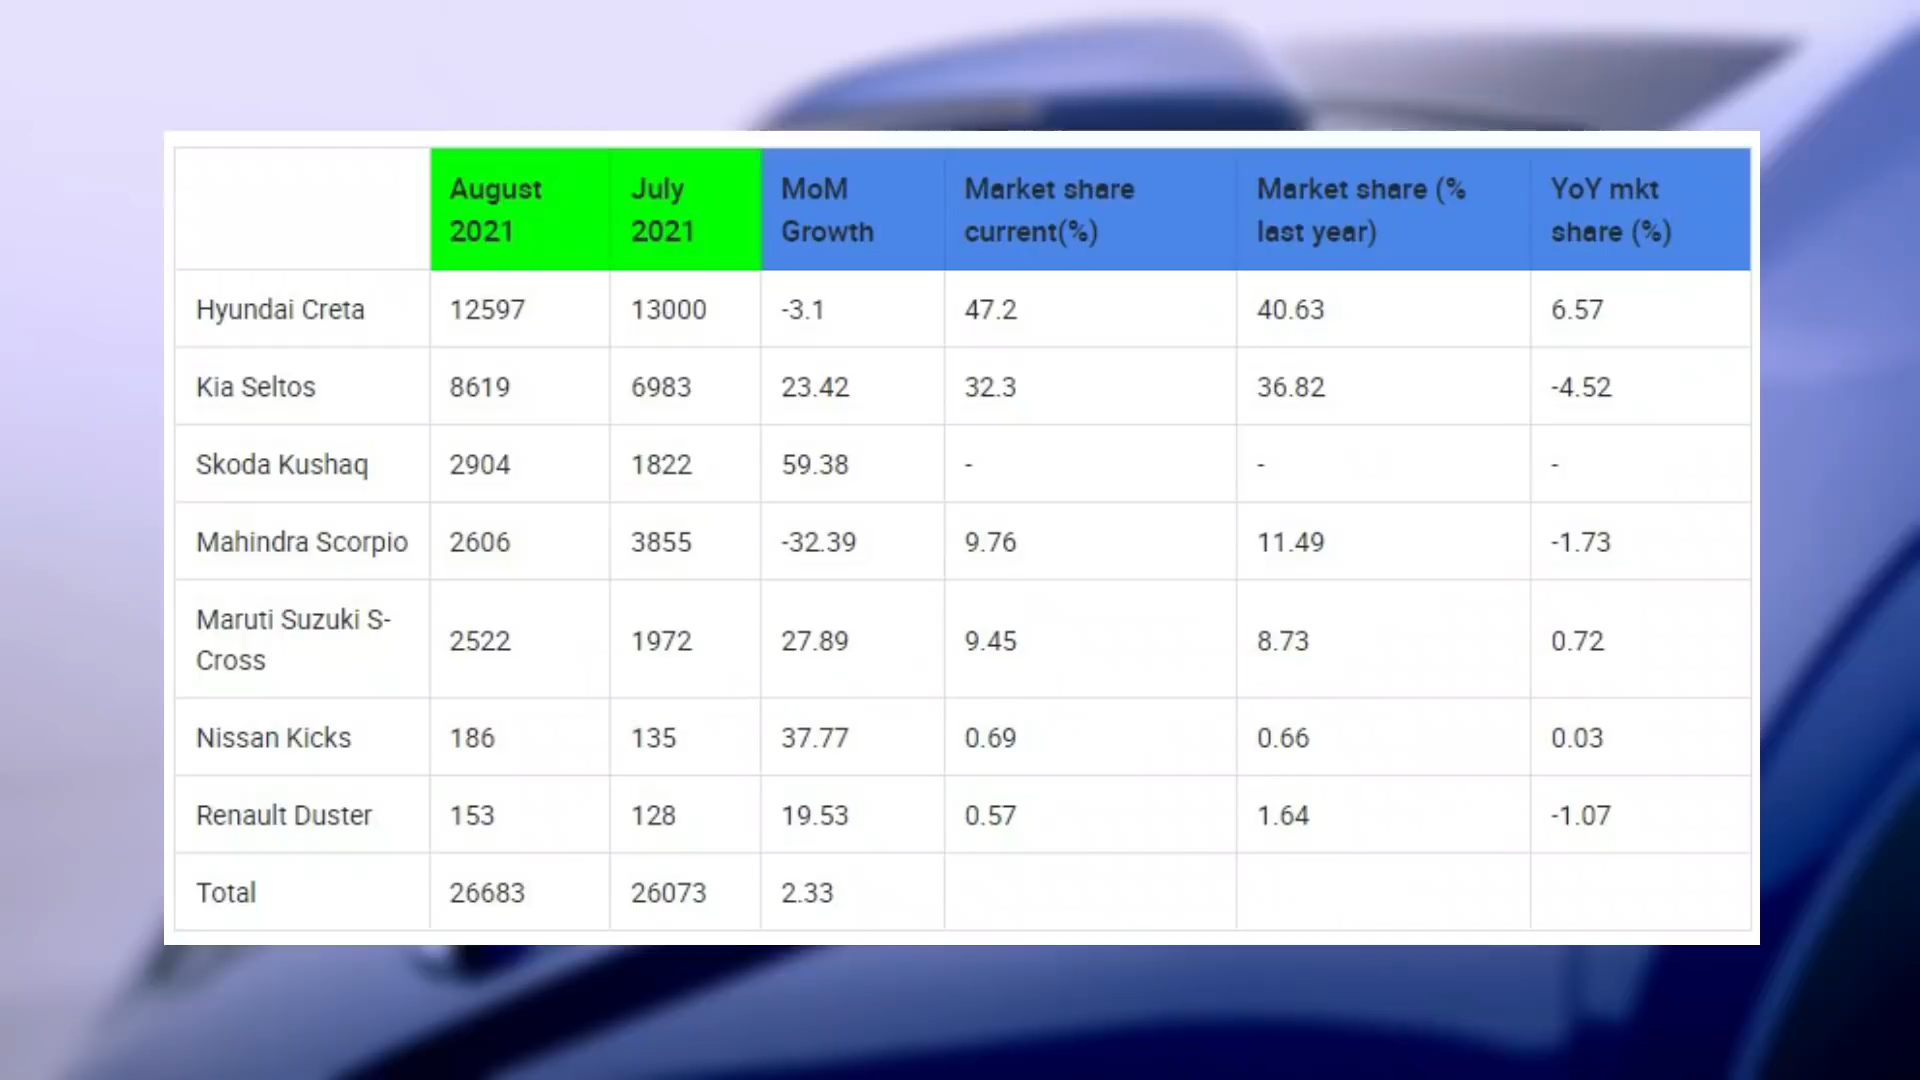 August 2021 July 2021 MoM Growth Market share current(%) Market share (% last year) YoY mkt share (%)
Hyundai Creta 12597 13000 -3.1 47.2 40.63 6.57
Kia Seltos 8619 6983 23.42 32.3 36.82 -4.52
Skoda Kushaq 2904 1822 59.38 - - -
Mahindra Scorpio 2606 3855 -32.39 9.76 11.49 -1.73
Maruti Suzuki S-Cross 2522 1972 27.89 9.45 8.73 0.72
Nissan Kicks 186 135 37.77 0.69 0.66 0.03
Renault Duster 153 128 19.53 0.57 1.64 -1.07
Total 26683 26073 2.33